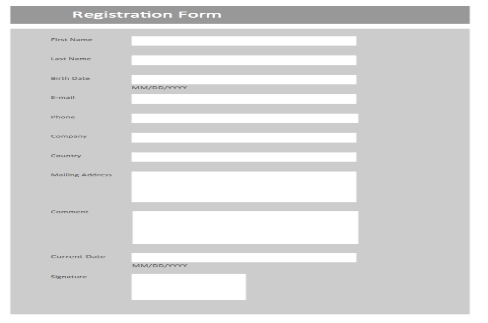 Registration Form
First Name
Last Name
Birth Date
MM/DD/YYYY
E-mail
Phone
Company
Country
Mailing Address
Comment
Current Date
MM/DD/YYYY
Signature